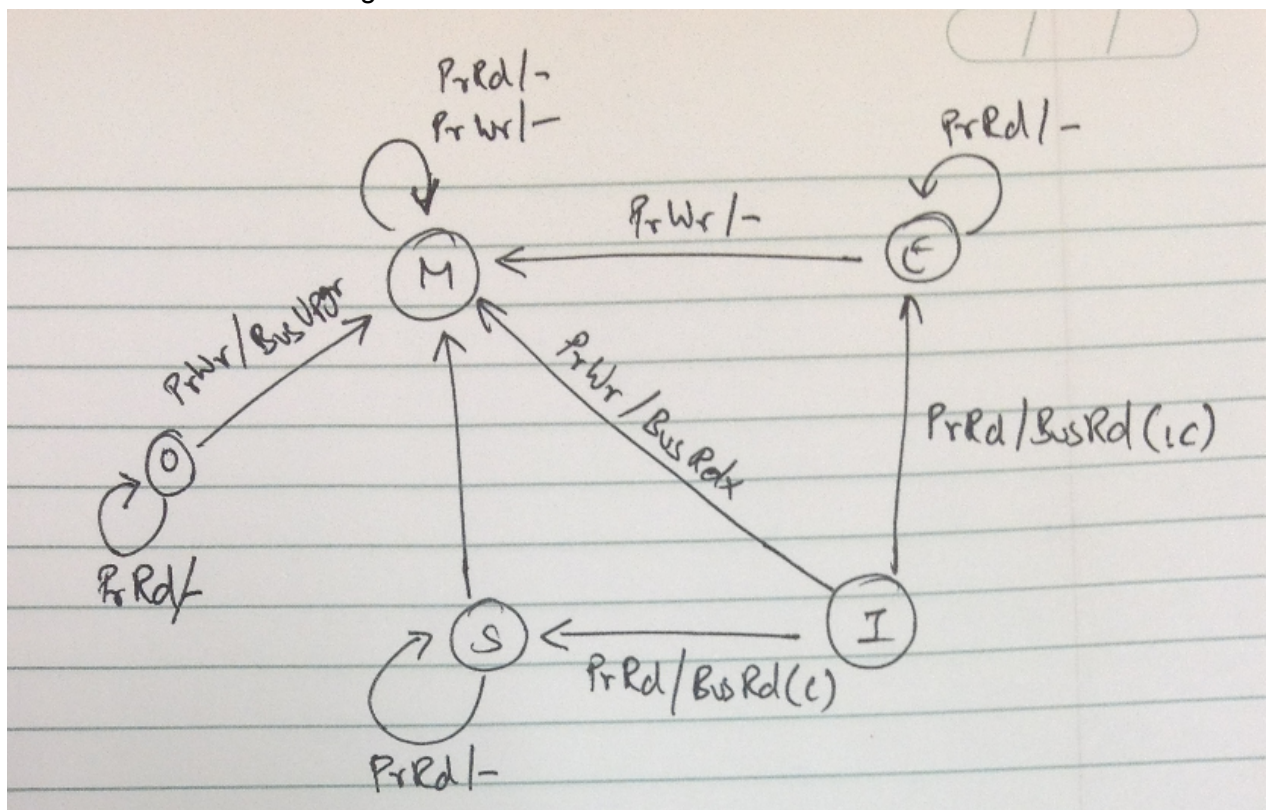 PrRd/-
PrWr/-
PrRd/-
PrWr/-
M
E
PrWr/BusUpgr
PrWr/BusRdx
PrRd/BusRd(!C)
O
PrRd/-
S
I
PrRd/BusRd(C)
PrRd/-